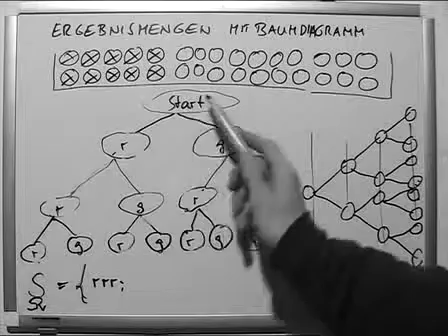 ERGEBNISMENGEN MIT BAUMDIAGRAMM
Start
r g
r g r
r g r g r g
S = { rrr;